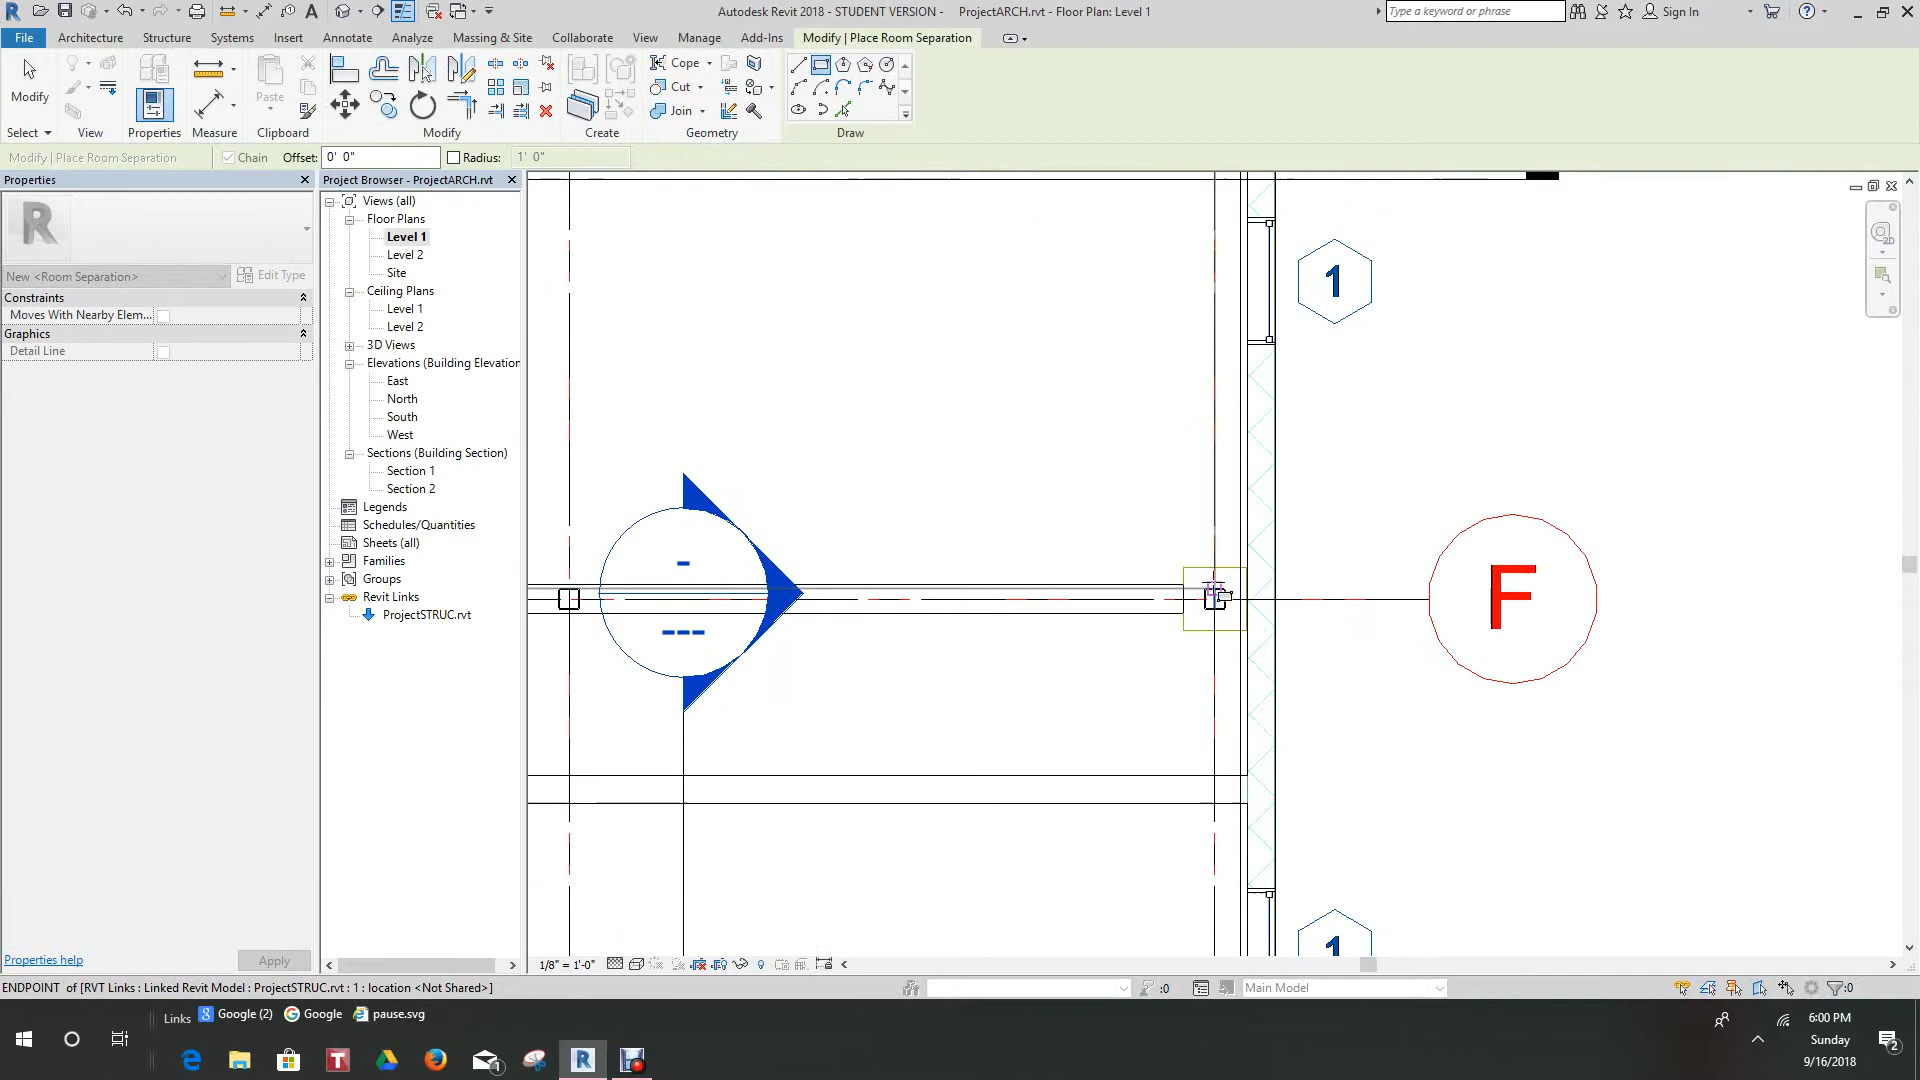 Autodesk Revit 2018 - STUDENT VERSION - ProjectARCH.rvt - Floor Plan: Level 1
Type a keyword or phrase
Sign In
File Architecture Structure Systems Insert Annotate Analyze Massing & Site Collaborate View Manage Add-Ins Modify | Place Room Separation
Modify
Paste
Cope
Cut
Join
Select View Properties Measure Clipboard Modify Create Geometry Draw
Modify | Place Room Separation Chain Offset: 0' 0" Radius: 1' 0"
Properties
New <Room Separation> Edit Type
Constraints
Moves With Nearby Elem...
Graphics
Detail Line
Properties help Apply
Project Browser - ProjectARCH.rvt
Views (all)
Floor Plans
Level 1
Level 2
Site
Ceiling Plans
Level 1
Level 2
3D Views
Elevations (Building Elevation
East
North
South
West
Sections (Building Section)
Section 1
Section 2
Legends
Schedules/Quantities
Sheets (all)
Families
Groups
Revit Links
ProjectSTRUC.rvt
2D
1
-
---
F
1
1/8" = 1'-0"
ENDPOINT of [RVT Links : Linked Revit Model : ProjectSTRUC.rvt : 1 : location <Not Shared>]
:0
Main Model
:0
Links Google (2) Google pause.svg
6:00 PM
Sunday
9/16/2018
2
1